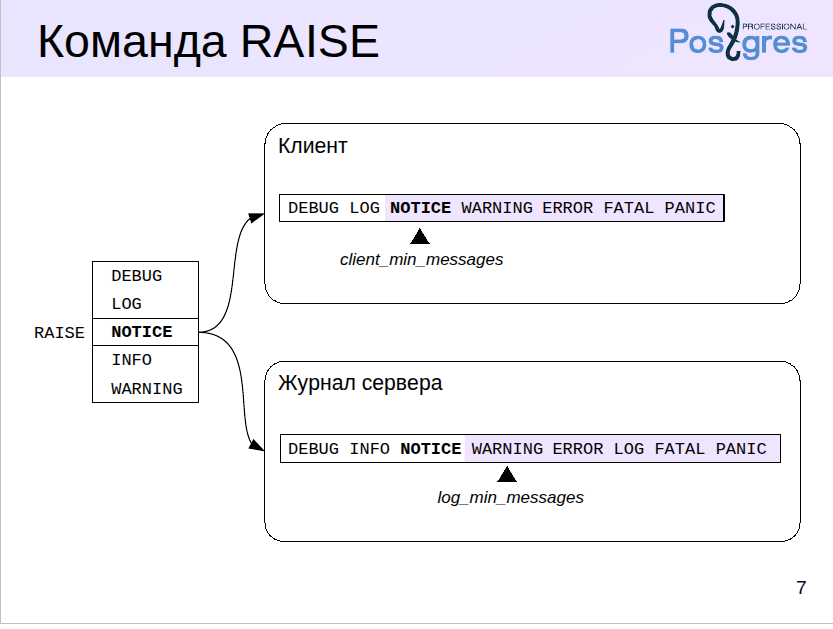 Команда RAISE
PROFESSIONAL
Postgres
Клиент
DEBUG LOG NOTICE WARNING ERROR FATAL PANIC
client_min_messages
RAISE
DEBUG
LOG
NOTICE
INFO
WARNING
Журнал сервера
DEBUG INFO NOTICE WARNING ERROR LOG FATAL PANIC
log_min_messages
7